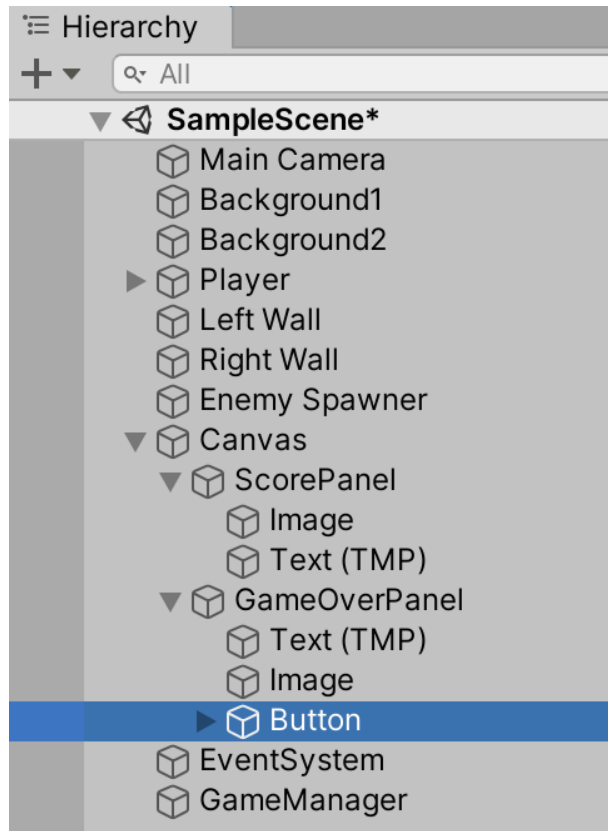 Hierarchy
All
SampleScene*
Main Camera
Background1
Background2
Player
Left Wall
Right Wall
Enemy Spawner
Canvas
ScorePanel
Image
Text (TMP)
GameOverPanel
Text (TMP)
Image
Button
EventSystem
GameManager